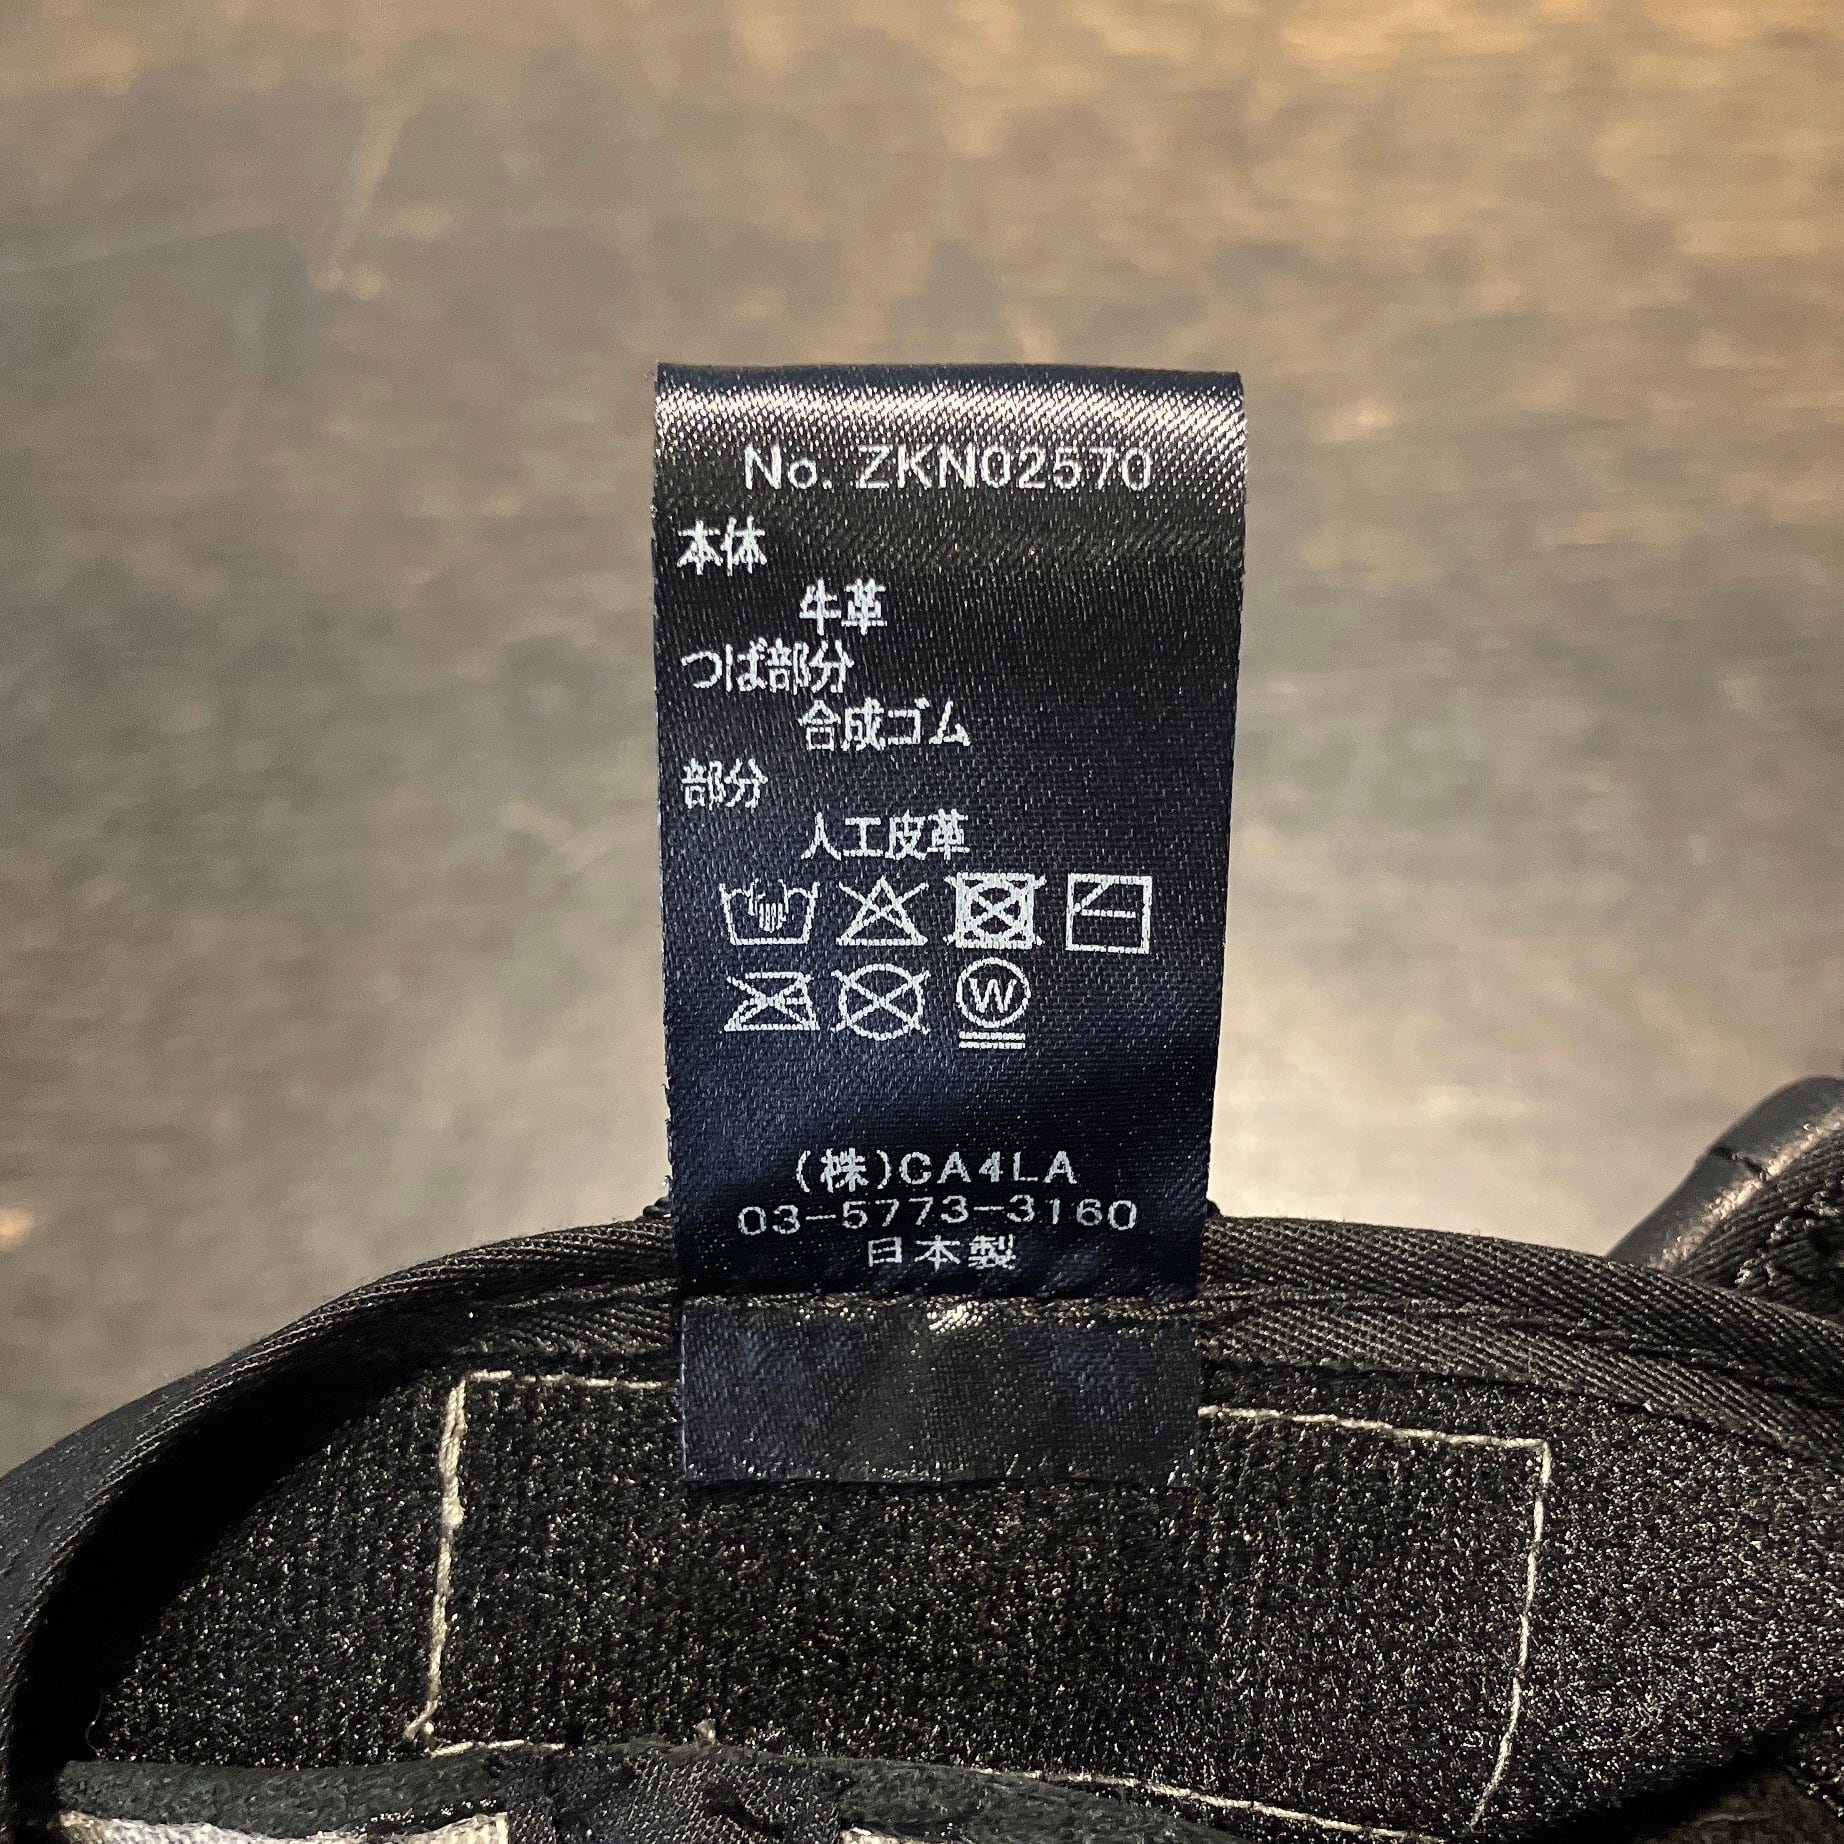 No. ZKN02570
本体
牛革
つば部分
合成ゴム
部分
人工皮革
W
(株)CA4LA
03-5773-3160
日本製